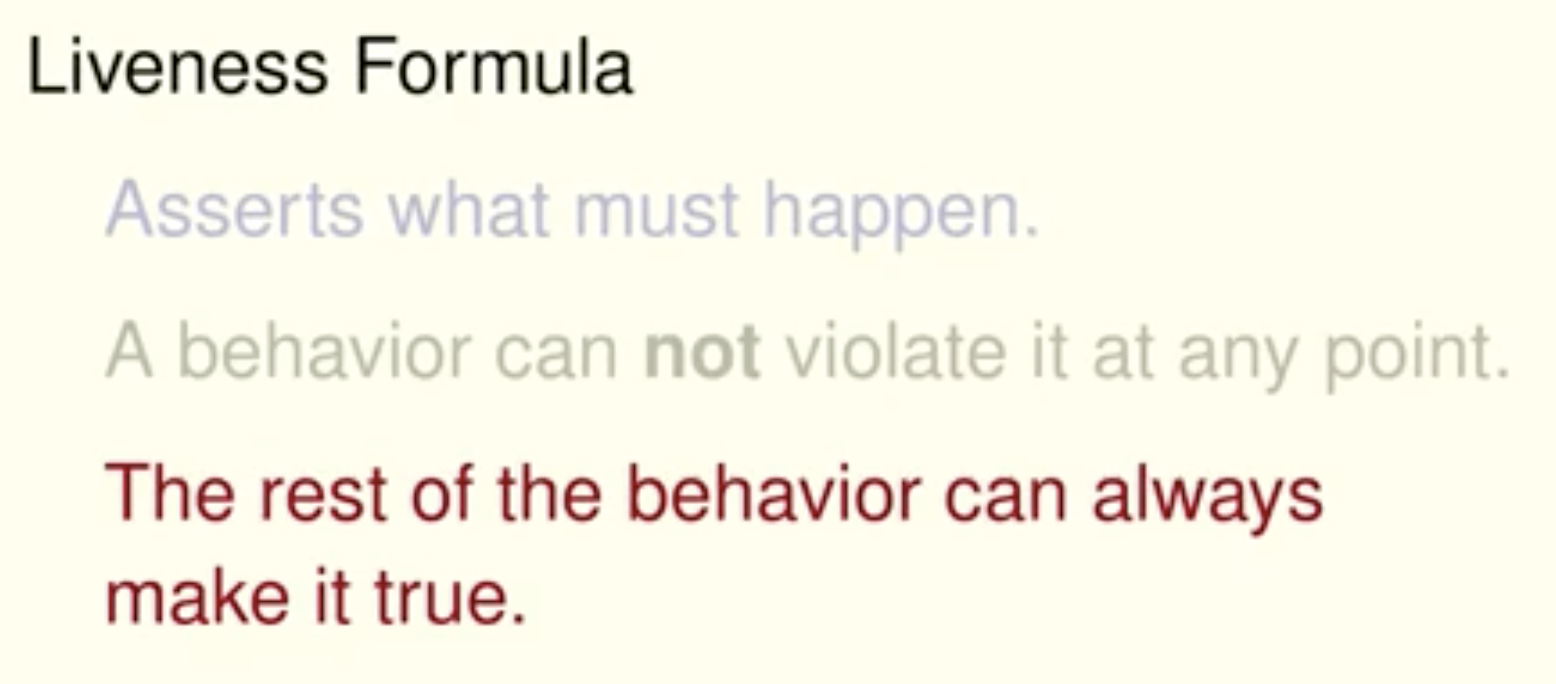 Liveness Formula
Asserts what must happen.
A behavior can not violate it at any point.
The rest of the behavior can always
make it true.